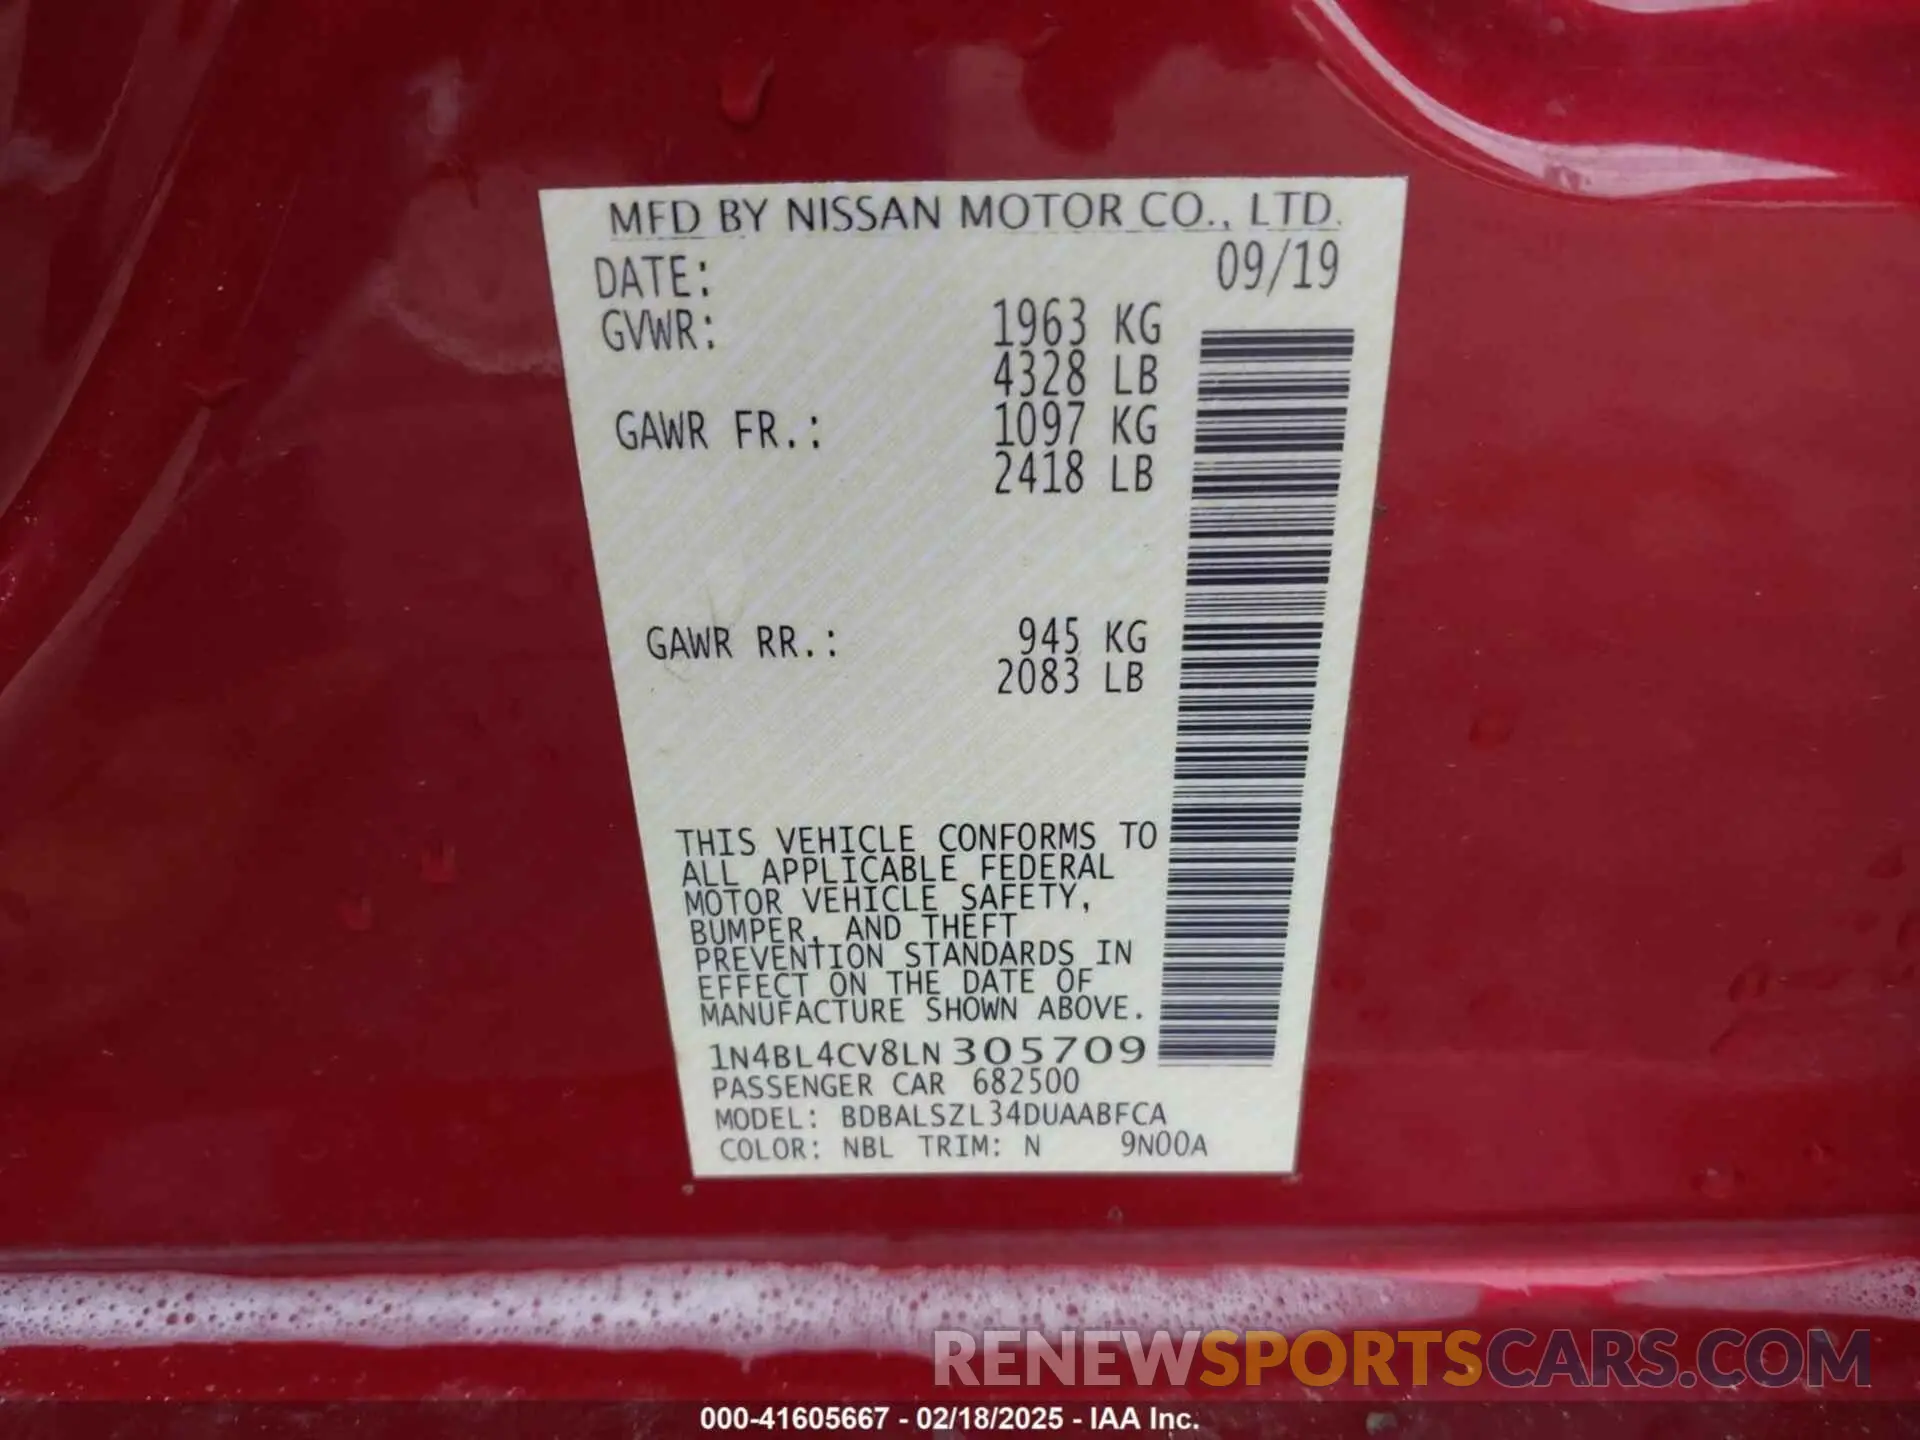 MFD BY NISSAN MOTOR CO., LTD.
DATE: 09/19
GVWR: 1963 KG
4328 LB
GAWR FR.: 1097 KG
2418 LB
GAWR RR.: 945 KG
2083 LB
THIS VEHICLE CONFORMS TO
ALL APPLICABLE FEDERAL
MOTOR VEHICLE SAFETY,
BUMPER, AND THEFT
PREVENTION STANDARDS IN
EFFECT ON THE DATE OF
MANUFACTURE SHOWN ABOVE.
1N4BL4CV8LN305709
PASSENGER CAR 682500
MODEL: BDBALSZL34DUAABFCA
COLOR: NBL TRIM: N 9N00A
RENEWSPORTSCARS.COM
000-41605667 - 02/18/2025 - IAA Inc.